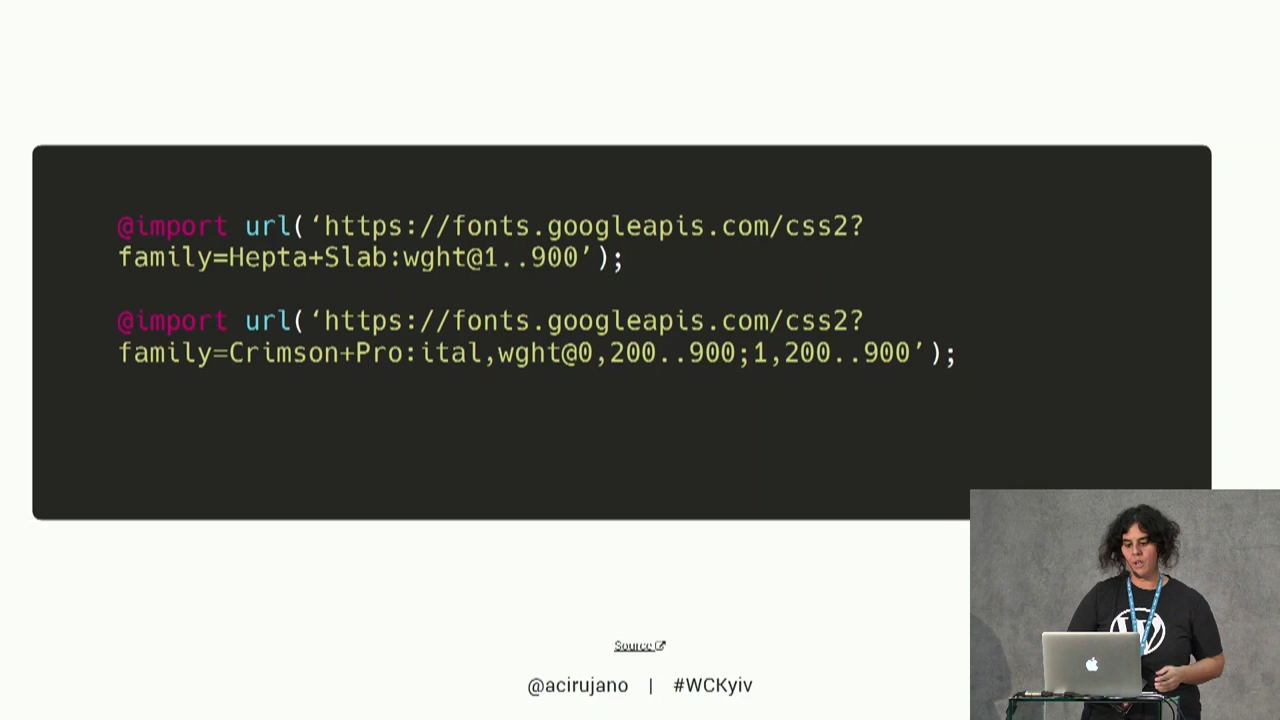 @import url(‘https://fonts.googleapis.com/css2?
family=Hepta+Slab:wght@1..900’);
@import url(‘https://fonts.googleapis.com/css2?
family=Crimson+Pro:ital,wght@0,200..900;1,200..900’);
Source
@acirujano | #WCKyiv